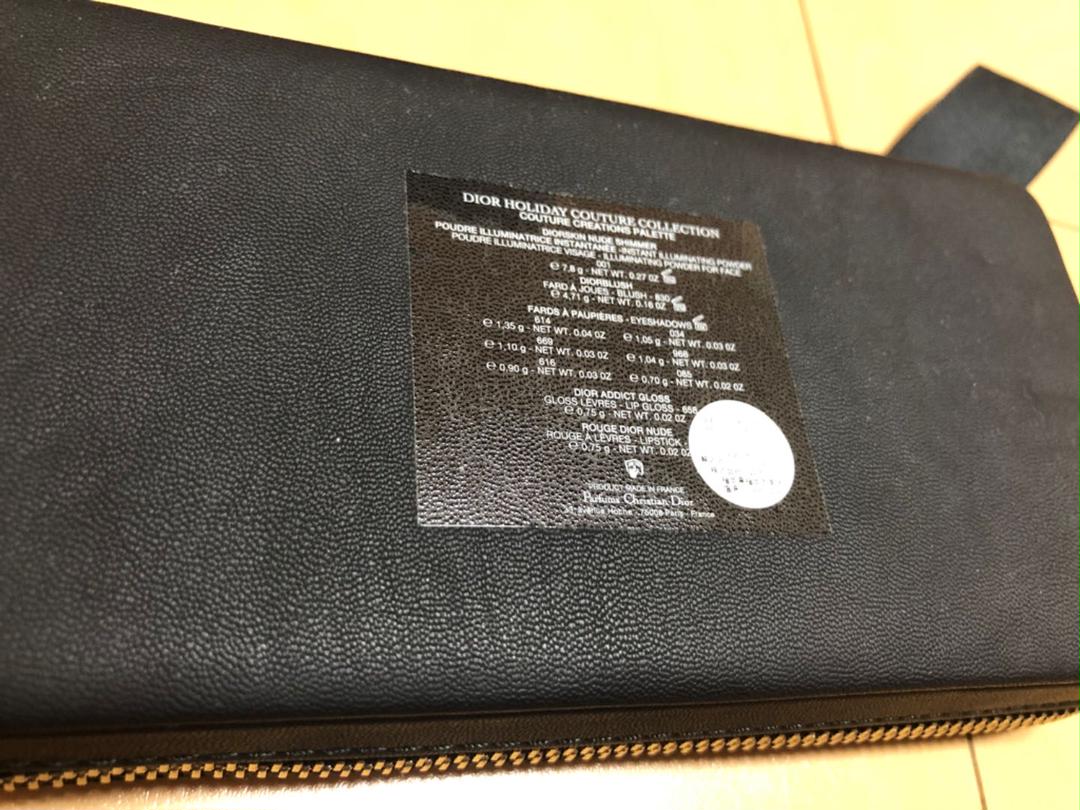 DIOR HOLIDAY COUTURE COLLECTION
COUTURE CREATIONS PALETTE
DIORSKIN NUDE SHIMMER
POUDRE ILLUMINATRICE INSTANTANÉE - INSTANT ILLUMINATING POWDER
POUDRE ILLUMINATRICE VISAGE - ILLUMINATING POWDER FOR FACE
001
℮ 7,8 g - NET WT. 0.27 OZ
DIORBLUSH
FARD À JOUES - BLUSH - 830
℮ 4,71 g - NET WT. 0.16 OZ
FARDS À PAUPIÈRES - EYESHADOWS
614 034
℮ 1,35 g - NET WT. 0.04 OZ ℮ 1,05 g - NET WT. 0.03 OZ
669 968
℮ 1,10 g - NET WT. 0.03 OZ ℮ 1,04 g - NET WT. 0.03 OZ
616 085
℮ 0,90 g - NET WT. 0.03 OZ ℮ 0,70 g - NET WT. 0.02 OZ
DIOR ADDICT GLOSS
GLOSS LÈVRES - LIP GLOSS - 656
℮ 0,75 g - NET WT. 0.02 OZ
ROUGE DIOR NUDE
ROUGE À LÈVRES - LIPSTICK -
℮ 0,75 g - NET WT. 0.02 OZ
PRODUCT MADE IN FRANCE
Parfums Christian Dior
33, avenue Hoche - 75008 Paris - France